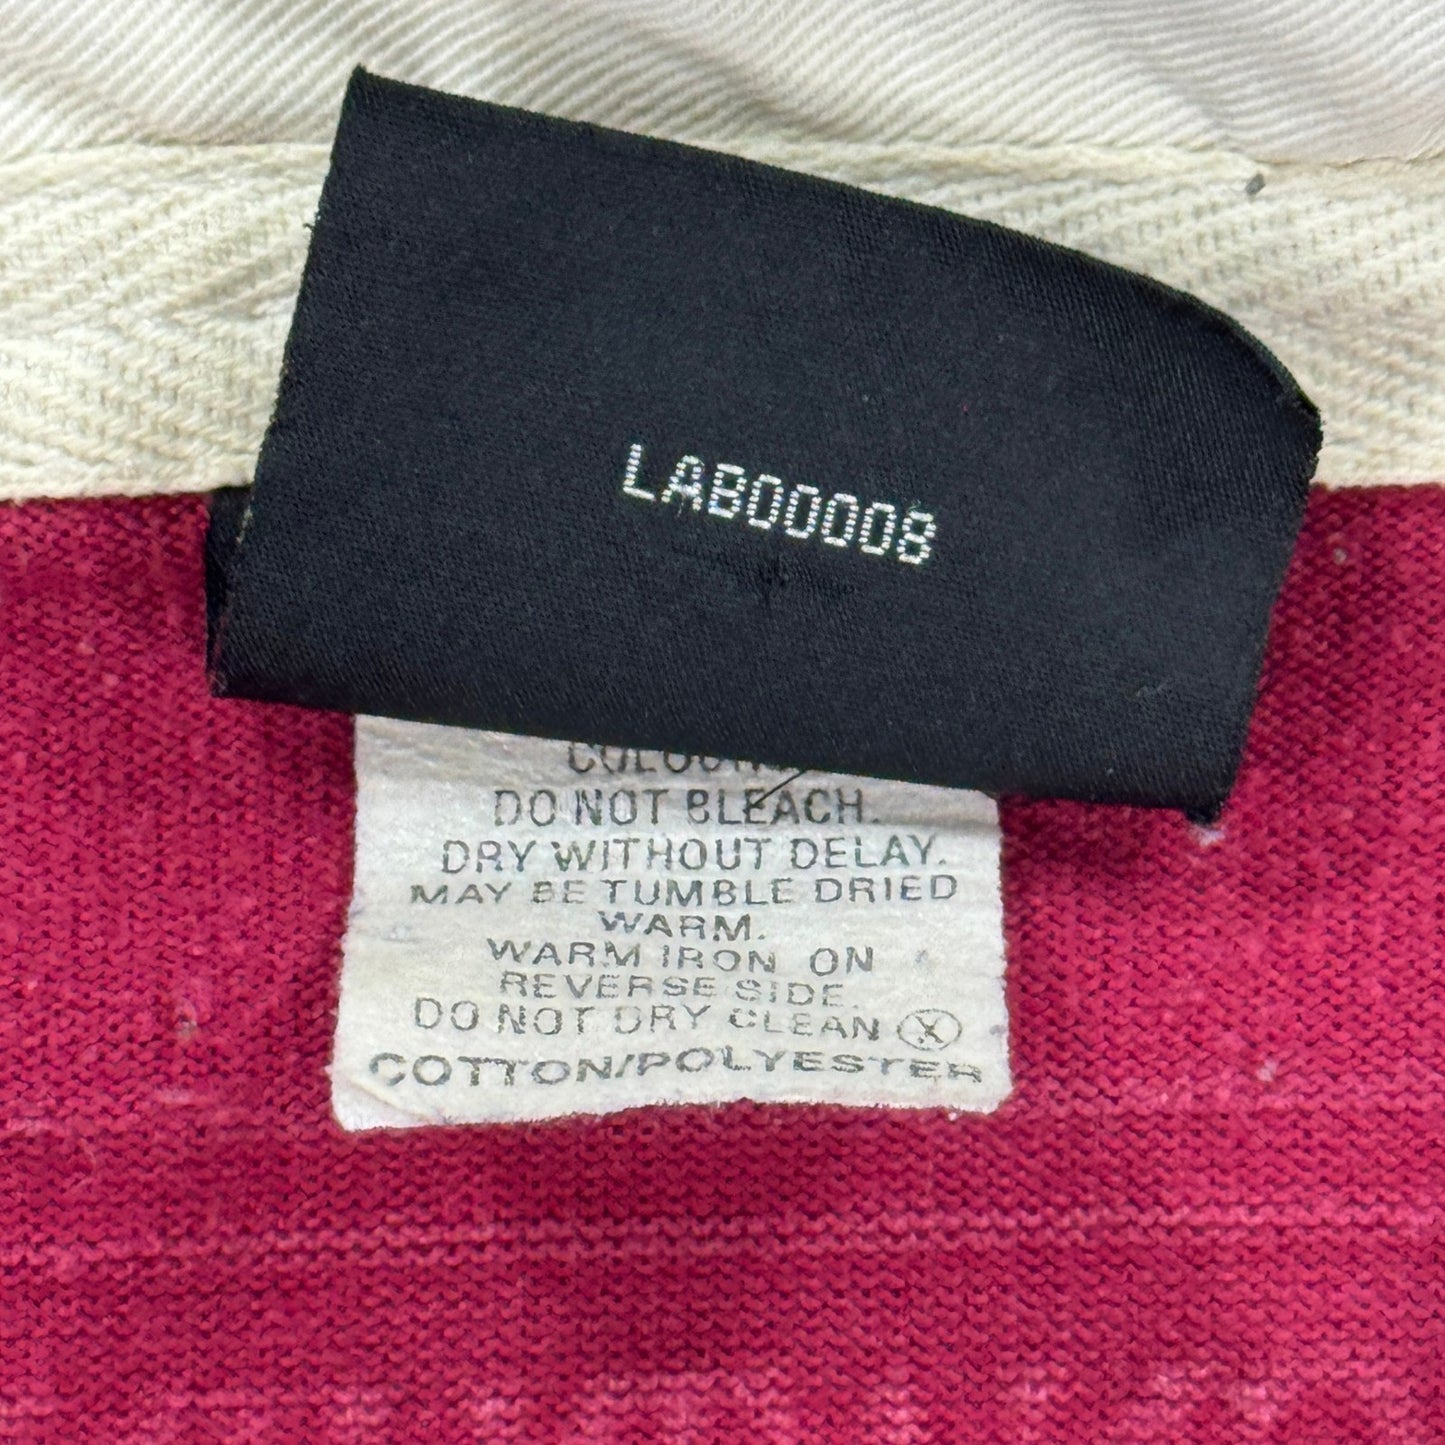 LAB00008
DO NOT BLEACH.
DRY WITHOUT DELAY.
MAY BE TUMBLE DRIED
WARM.
WARM IRON ON
REVERSE SIDE.
DO NOT DRY CLEAN Ⓧ
COTTON/POLYESTER